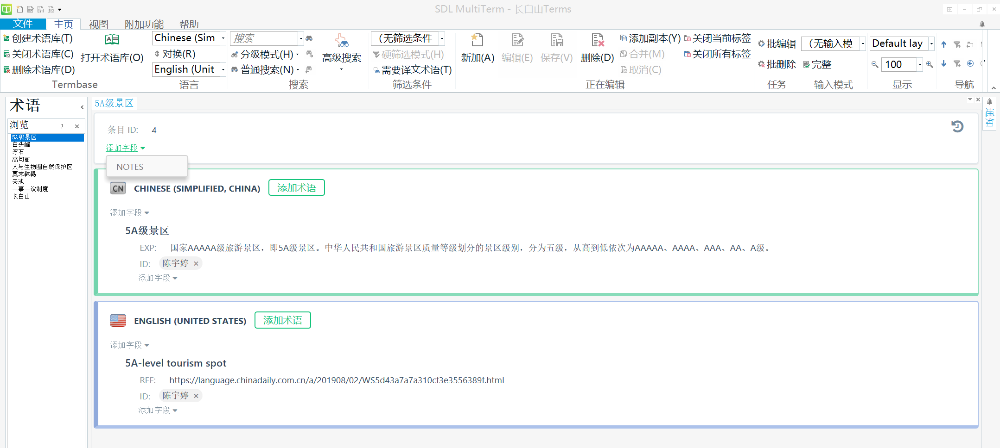 SDL MultiTerm - 长白山Terms
文件 主页 视图 附加功能 帮助
创建术语库(T)
关闭术语库(C)
删除术语库(D)
打开术语库(O)
Termbase
Chinese (Sim
对换(R)
English (Unit
语言
搜索
分级模式(H)
普通搜索(N)
高级搜索
搜索
(无筛选条件
硬筛选模式(H)
需要译文术语(T)
筛选条件
新加(A)
编辑(E)
保存(V)
删除(D)
添加副本(Y)
合并(M)
取消(C)
关闭当前标签
关闭所有标签
正在编辑
批编辑
批删除
任务
(无输入模
完整
输入模式
Default lay
100
显示
导航
术语
浏览
5A级景区
白头峰
浮石
高句丽
人与生物圈自然保护区
粟末靺鞨
天池
一事一议制度
长白山
5A级景区
通知
条目 ID: 4
添加字段
NOTES
CN CHINESE (SIMPLIFIED, CHINA) 添加术语
添加字段
5A级景区
EXP: 国家AAAAA级旅游景区，即5A级景区。中华人民共和国旅游景区质量等级划分的景区级别，分为五级，从高到低依次为AAAAA、AAAA、AAA、AA、A级。
ID: 陈宇婷 ×
添加字段
ENGLISH (UNITED STATES) 添加术语
添加字段
5A-level tourism spot
REF: https://language.chinadaily.com.cn/a/201908/02/WS5d43a7a7a310cf3e3556389f.html
ID: 陈宇婷 ×
添加字段